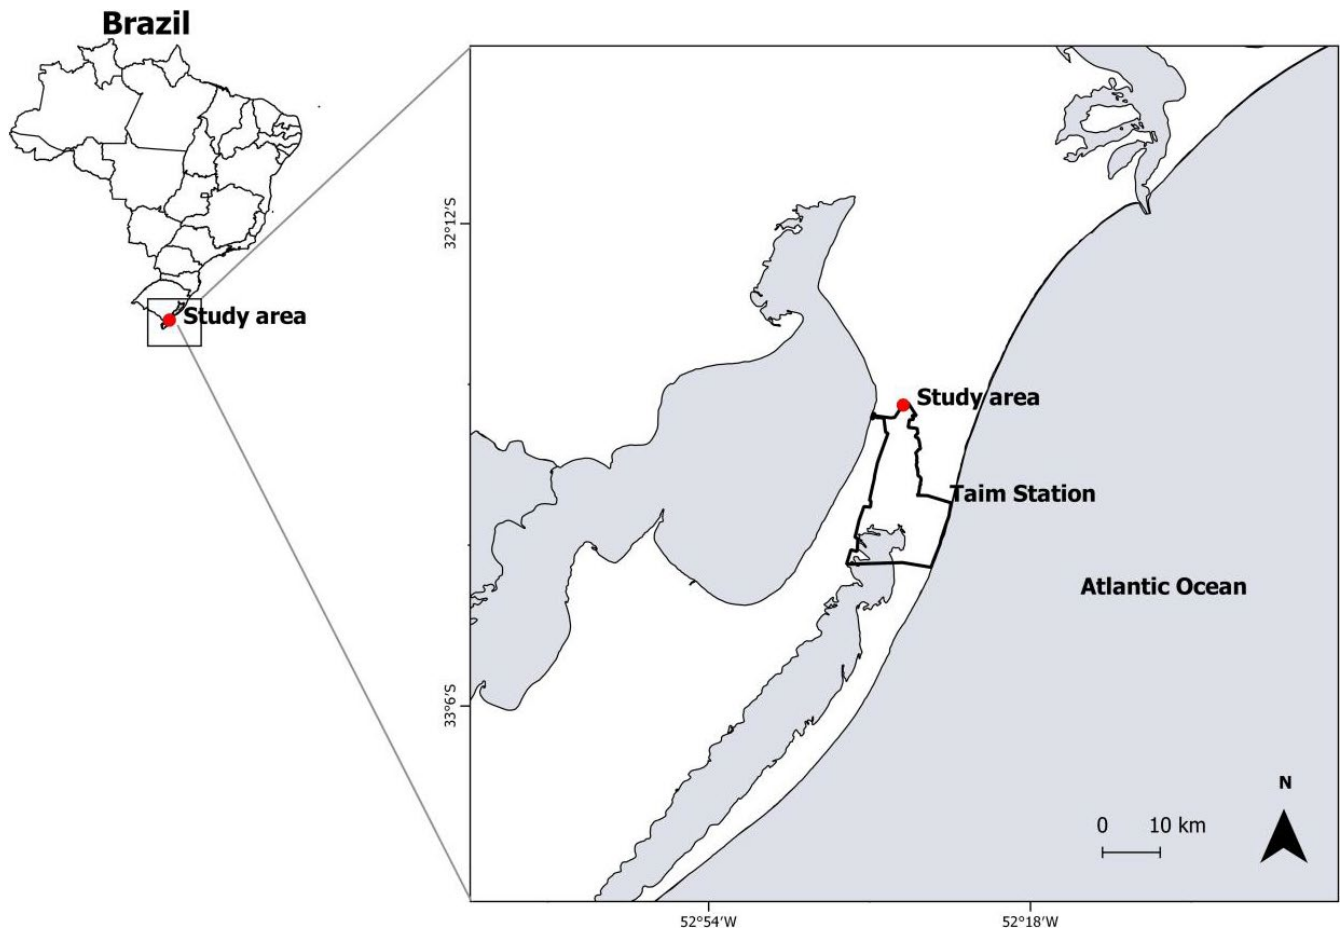 Brazil
Study area
32°12'S
Study area
Taim Station
Atlantic Ocean
33°6'S
N
0 10 km
52°54'W
52°18'W